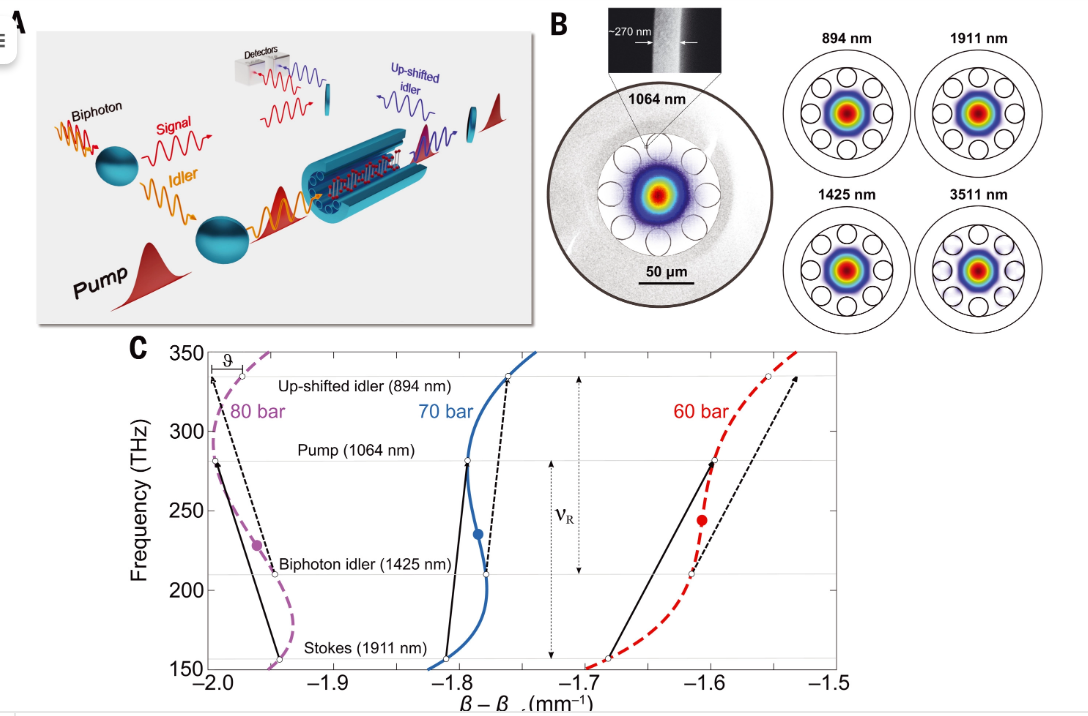 A
E
Detectors
Up-shifted
idler
Biphoton
Signal
Idler
Pump
B
~270 nm
1064 nm
50 µm
894 nm
1911 nm
1425 nm
3511 nm
C
Frequency (THz)
350
300
250
200
150
ϑ
Up-shifted idler (894 nm)
80 bar
70 bar
60 bar
Pump (1064 nm)
νR
Biphoton idler (1425 nm)
Stokes (1911 nm)
−2.0
−1.9
−1.8
−1.7
−1.6
−1.5
β − β (mm⁻¹)